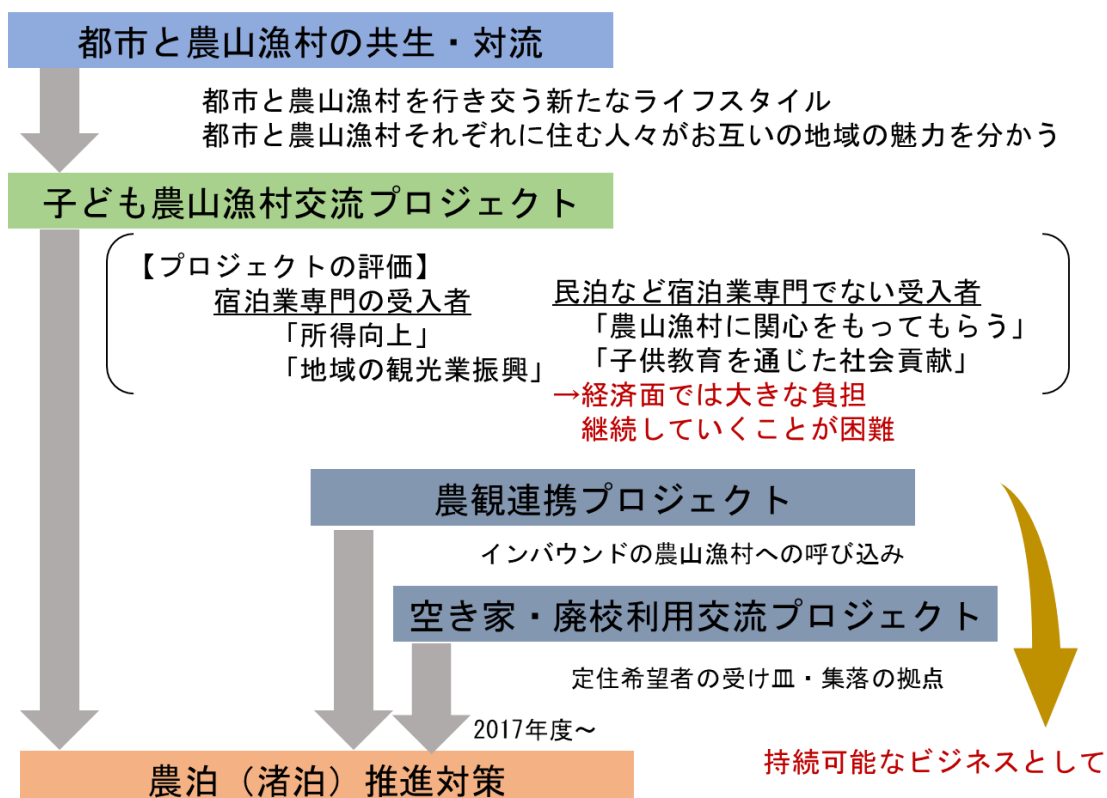 都市と農山漁村の共生・対流
都市と農山漁村を行き交う新たなライフスタイル
都市と農山漁村それぞれに住む人々がお互いの地域の魅力を分かう
子ども農山漁村交流プロジェクト
【プロジェクトの評価】
宿泊業専門の受入者
「所得向上」
「地域の観光業振興」
民泊など宿泊業専門でない受入者
「農山漁村に関心をもってもらう」
「子供教育を通じた社会貢献」
→経済面では大きな負担
継続していくことが困難
農観連携プロジェクト
インバウンドの農山漁村への呼び込み
空き家・廃校利用交流プロジェクト
定住希望者の受け皿・集落の拠点
2017年度～
持続可能なビジネスとして
農泊（渚泊）推進対策